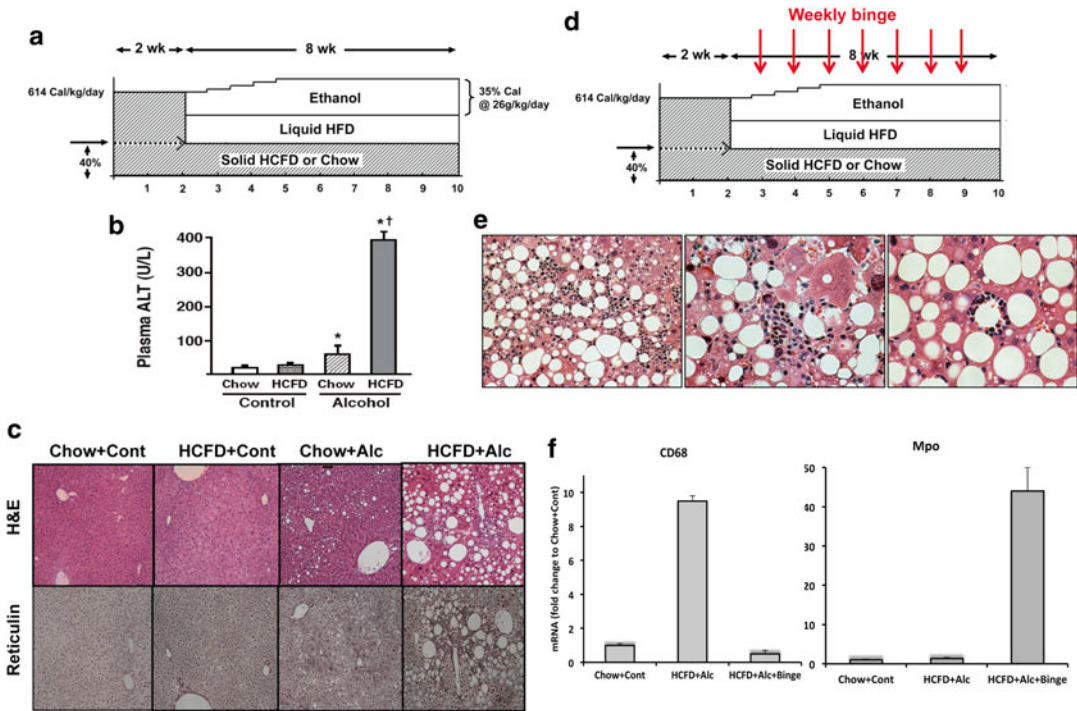 a
2 wk
8 wk
614 Cal/kg/day
Ethanol
35% Cal
@ 26g/kg/day
Liquid HFD
40%
Solid HCFD or Chow
1 2 3 4 5 6 7 8 9 10
b
Plasma ALT (U/L)
400
300
200
100
*
*†
Chow HCFD Chow HCFD
Control Alcohol
c
Chow+Cont HCFD+Cont Chow+Alc HCFD+Alc
H&E
Reticulin
d
Weekly binge
2 wk
8 wk
614 Cal/kg/day
Ethanol
Liquid HFD
40%
Solid HCFD or Chow
1 2 3 4 5 6 7 8 9 10
e
f
CD68
mRNA (fold change to Chow+Cont)
10
8
6
4
2
0
Chow+Cont HCFD+Alc HCFD+Alc+Binge
Mpo
50
40
30
20
10
0
Chow+Cont HCFD+Alc HCFD+Alc+Binge